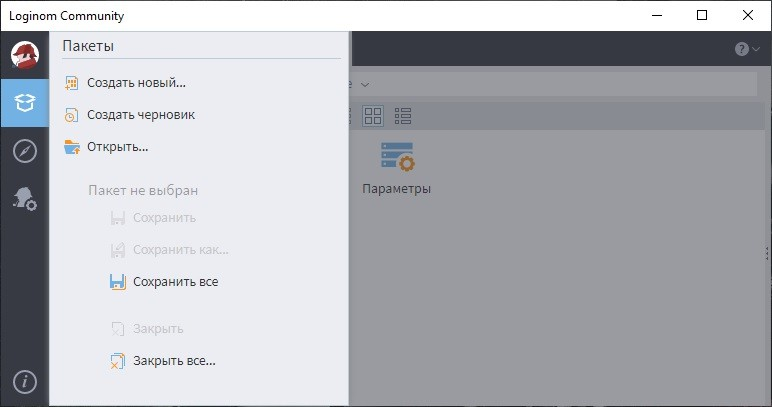 Loginom Community
Пакеты
Создать новый...
Создать черновик
Открыть...
Пакет не выбран
Сохранить
Сохранить как...
Сохранить все
Закрыть
Закрыть все...
Параметры